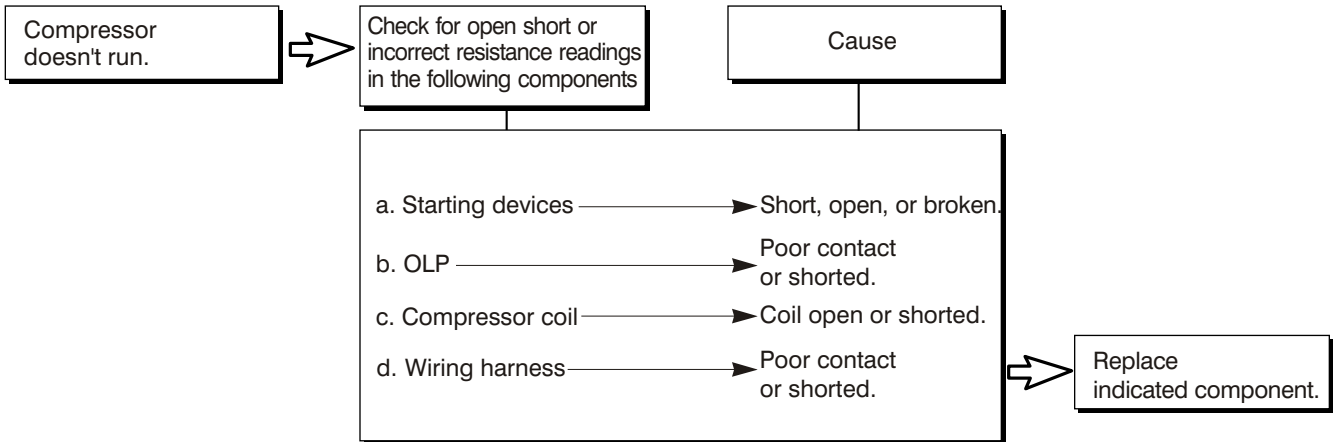 Compressor
doesn't run.
Check for open short or
incorrect resistance readings
in the following components
Cause
a. Starting devices
Short, open, or broken.
b. OLP
Poor contact
or shorted.
c. Compressor coil
Coil open or shorted.
d. Wiring harness
Poor contact
or shorted.
Replace
indicated component.